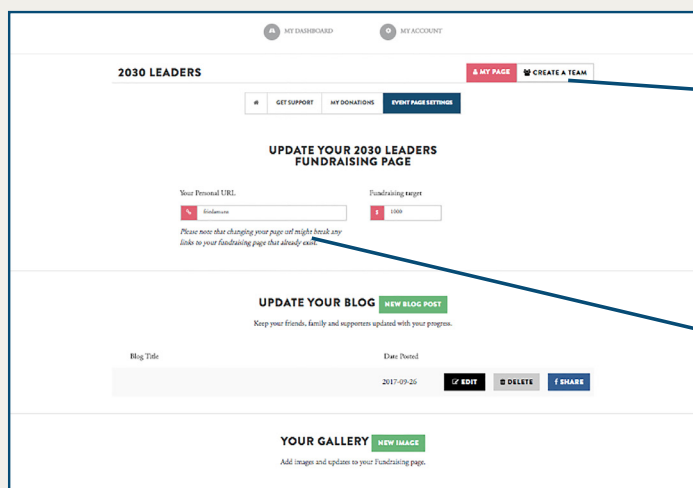 MY DASHBOARD MY ACCOUNT
2030 LEADERS MY PAGE CREATE A TEAM
GET SUPPORT MY DONATIONS EVENT PAGE SETTINGS
UPDATE YOUR 2030 LEADERS
FUNDRAISING PAGE
Your Personal URL Fundraising target
$ 1000
Please note that changing your page url might break any
links to your fundraising page that already exist.
UPDATE YOUR BLOG NEW BLOG POST
Keep your friends, family and supporters updated with your progress.
Blog Title Date Posted
2017-09-26 EDIT DELETE f SHARE
YOUR GALLERY NEW IMAGE
Add images and updates to your Fundraising page.